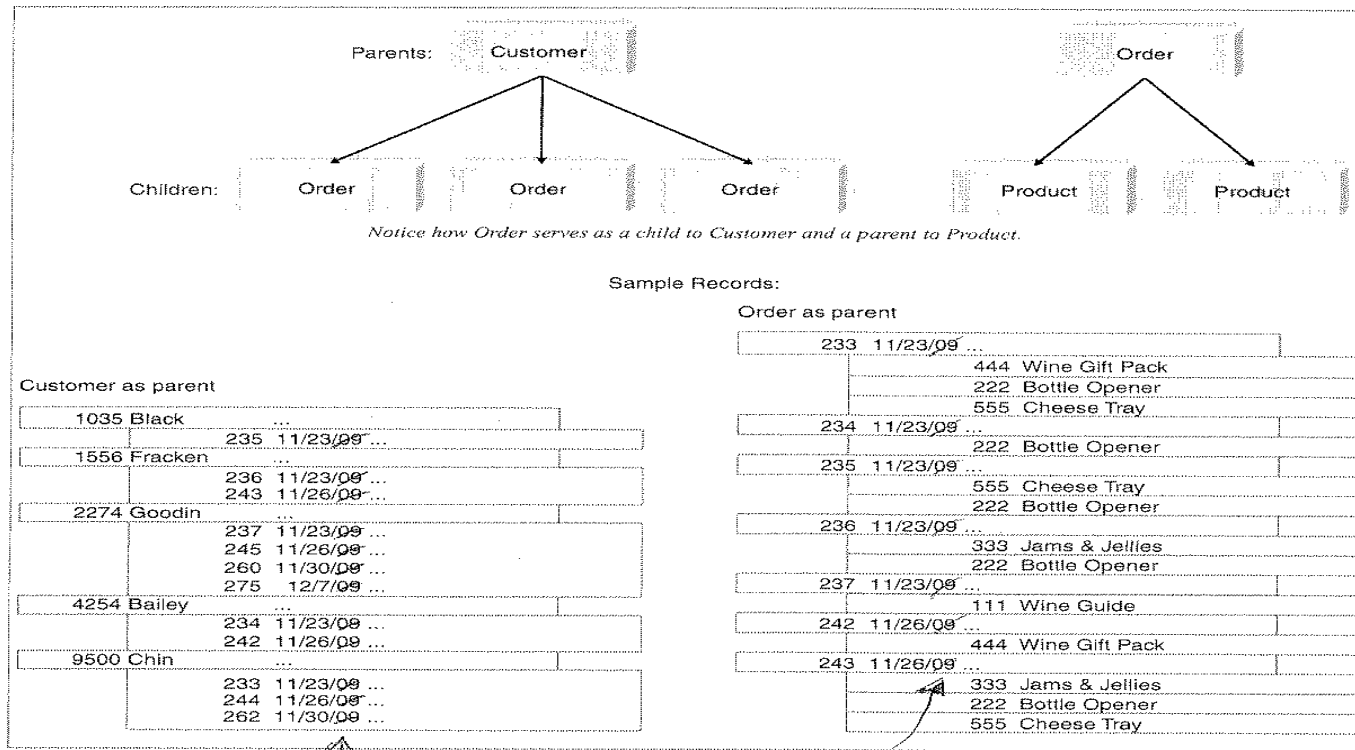 Parents: Customer Order
Children: Order Order Order Product Product
Notice how Order serves as a child to Customer and a parent to Product.
Sample Records:
Customer as parent
1035 Black ...
235 11/23/09 ...
1556 Fracken ...
236 11/23/09 ...
243 11/26/09 ...
2274 Goodin ...
237 11/23/09 ...
245 11/26/09 ...
260 11/30/09 ...
275 12/7/09 ...
4254 Bailey ...
234 11/23/09 ...
242 11/26/09 ...
9500 Chin ...
233 11/23/09 ...
244 11/26/09 ...
262 11/30/09 ...
Order as parent
233 11/23/09 ...
444 Wine Gift Pack
222 Bottle Opener
555 Cheese Tray
234 11/23/09 ...
222 Bottle Opener
235 11/23/09 ...
555 Cheese Tray
222 Bottle Opener
236 11/23/09 ...
333 Jams & Jellies
222 Bottle Opener
237 11/23/09 ...
111 Wine Guide
242 11/26/09 ...
444 Wine Gift Pack
243 11/26/09 ...
333 Jams & Jellies
222 Bottle Opener
555 Cheese Tray